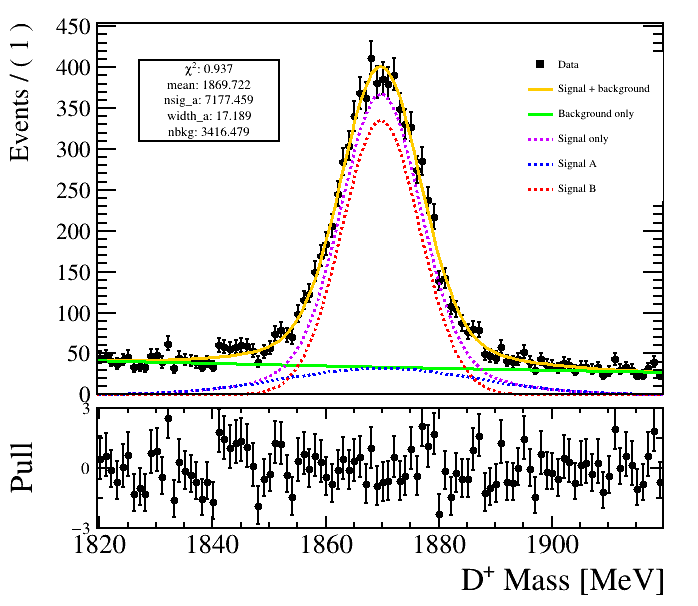 Events / ( 1 )
450
400
350
300
250
200
150
100
50
0
χ²: 0.937
mean: 1869.722
nsig_a: 7177.459
width_a: 17.189
nbkg: 3416.479
Data
Signal + background
Background only
Signal only
Signal A
Signal B
Pull
3
0
−3
1820 1840 1860 1880 1900
D⁺ Mass [MeV]